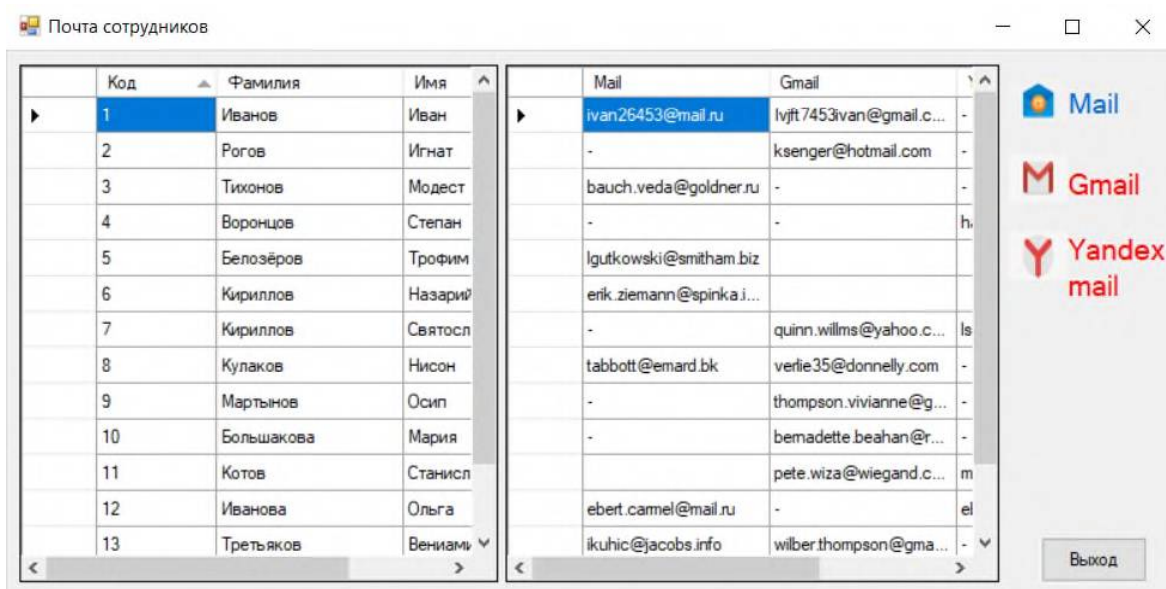 Почта сотрудников
Код Фамилия Имя Mail Gmail
1 Иванов Иван ivan26453@mail.ru lvjft7453ivan@gmail.c... -
2 Рогов Игнат - ksenger@hotmail.com -
3 Тихонов Модест bauch.veda@goldner.ru - -
4 Воронцов Степан - -
5 Белозёров Трофим lgutkowski@smitham.biz
6 Кириллов Назарий erik.ziemann@spinka.i...
7 Кириллов Святосл - quinn.willms@yahoo.c... ls
8 Кулаков Нисон tabbott@emard.bk verlie35@donnelly.com -
9 Мартынов Осип - thompson.vivianne@g... -
10 Большакова Мария - bernadette.beahan@r... -
11 Котов Станисл pete.wiza@wiegand.c... m
12 Иванова Ольга ebert.carmel@mail.ru - el
13 Третьяков Вениами ikuhic@jacobs.info wilber.thompson@gma... -
Mail
Gmail
Yandex
mail
Выход